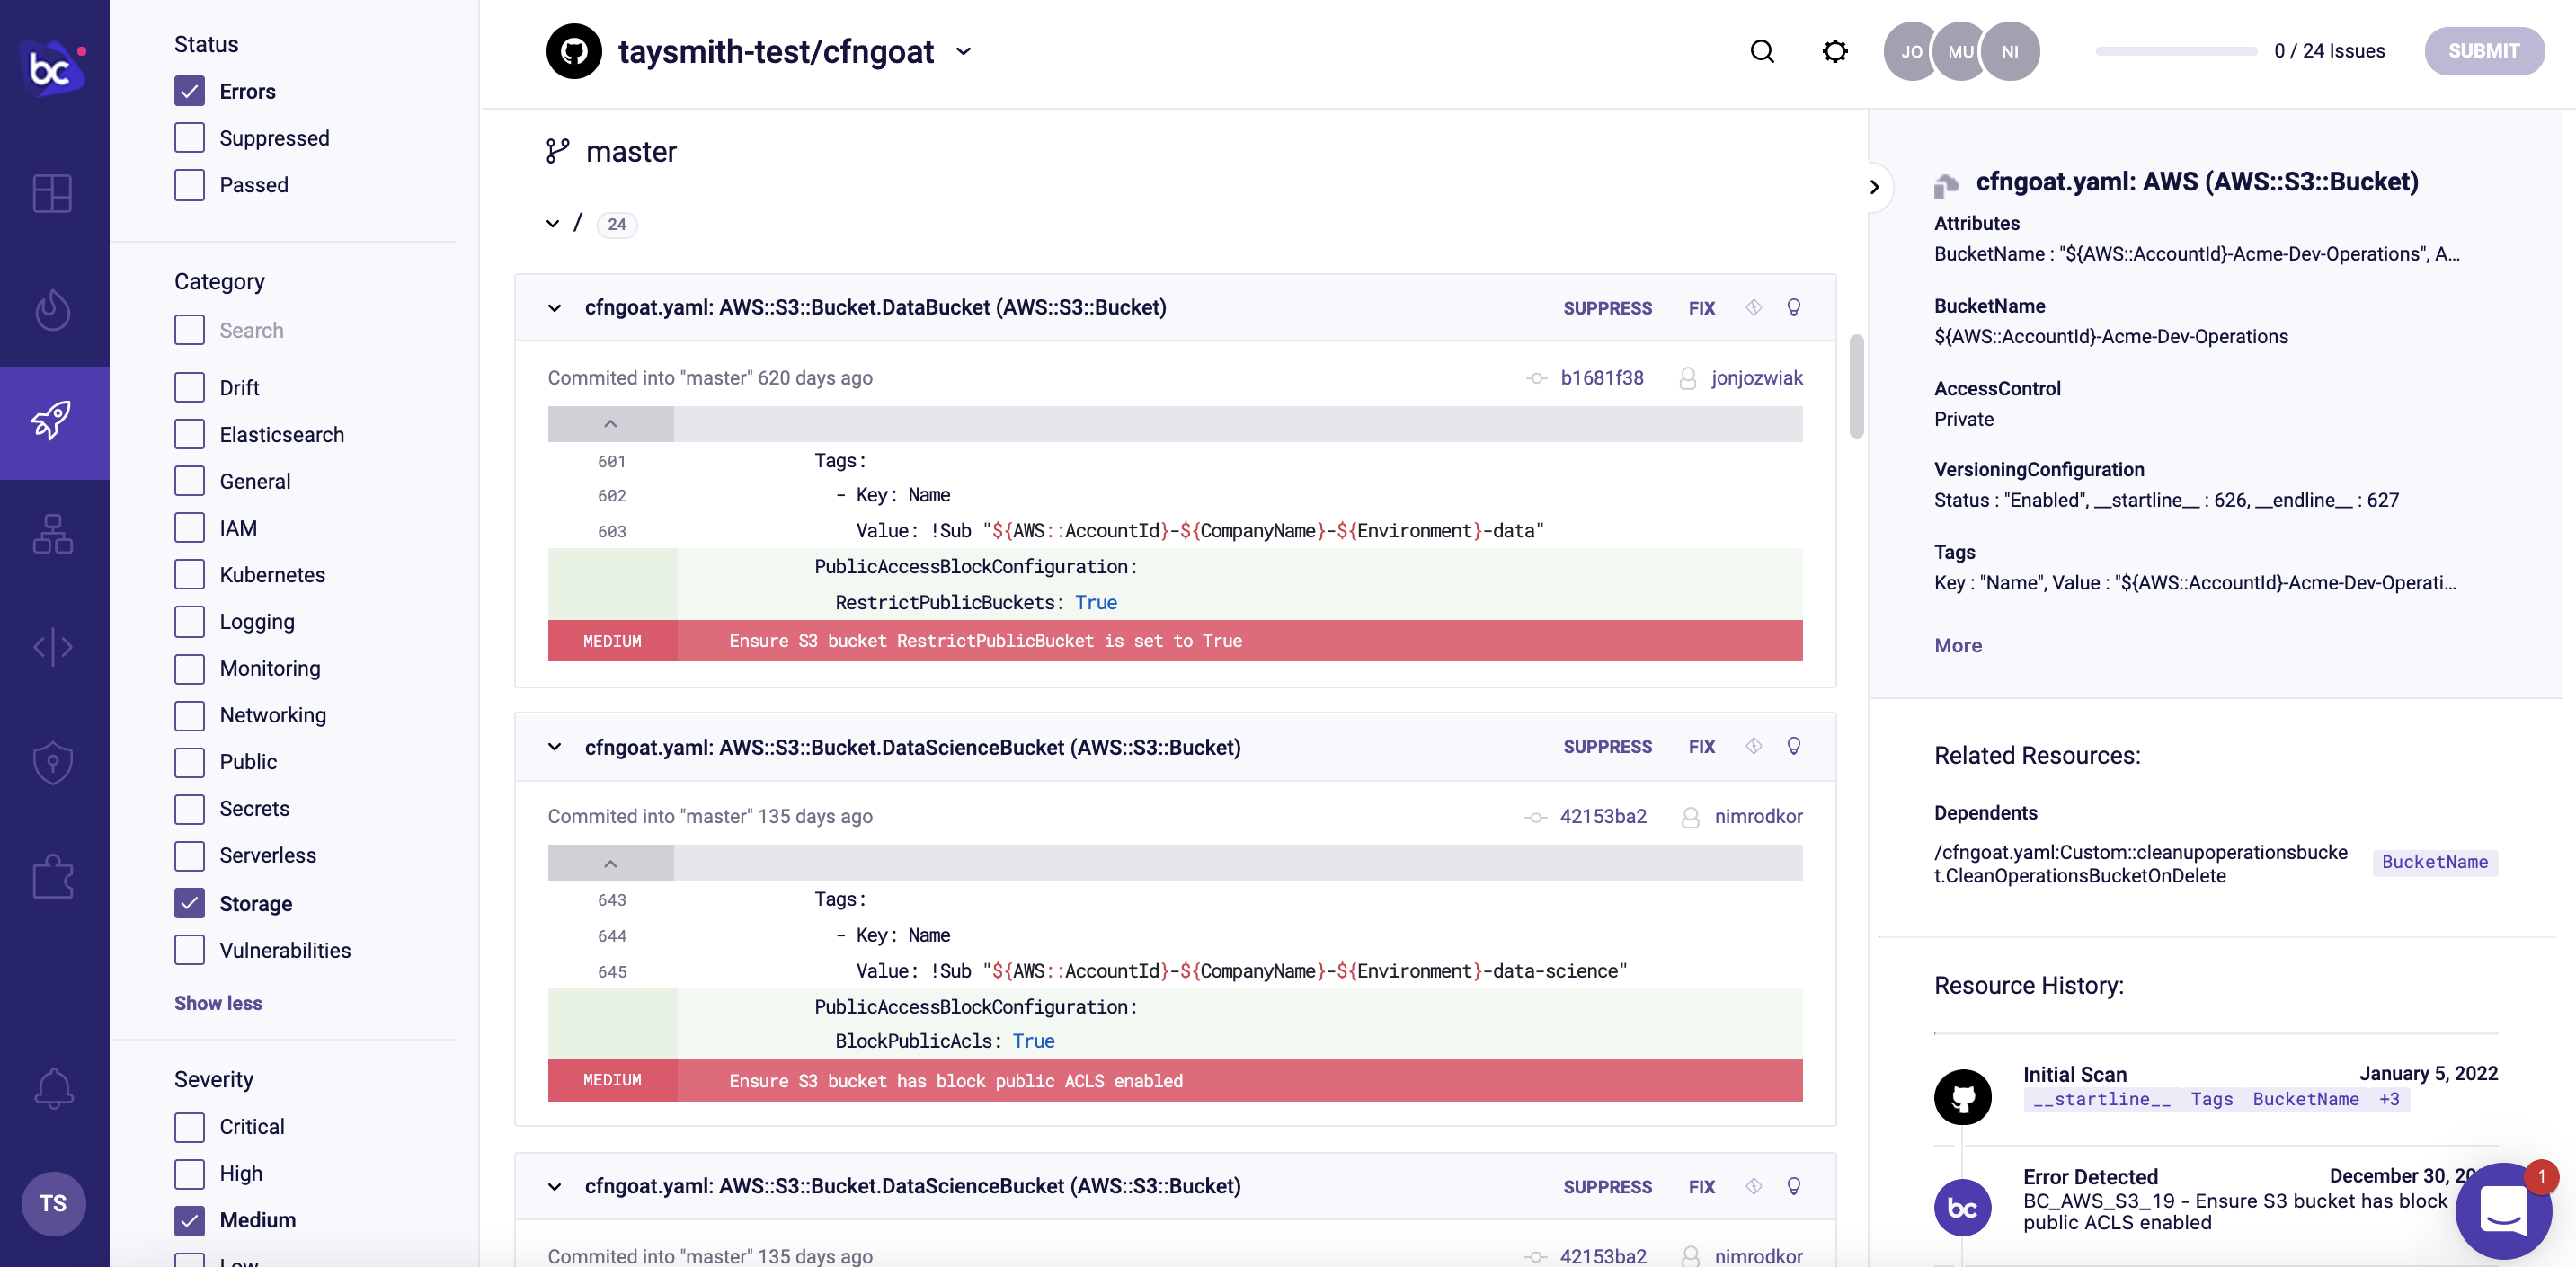 bc
TS
Status
Errors
Suppressed
Passed
Category
Search
Drift
Elasticsearch
General
IAM
Kubernetes
Logging
Monitoring
Networking
Public
Secrets
Serverless
Storage
Vulnerabilities
Show less
Severity
Critical
High
Medium
Low
taysmith-test/cfngoat
JO MU NI
0 / 24 Issues
SUBMIT
master
/ 24
cfngoat.yaml: AWS::S3::Bucket.DataBucket (AWS::S3::Bucket) SUPPRESS FIX
Commited into "master" 620 days ago b1681f38 jonjozwiak
601 Tags:
602 - Key: Name
603 Value: !Sub "${AWS::AccountId}-${CompanyName}-${Environment}-data"
PublicAccessBlockConfiguration:
RestrictPublicBuckets: True
MEDIUM Ensure S3 bucket RestrictPublicBucket is set to True
cfngoat.yaml: AWS::S3::Bucket.DataScienceBucket (AWS::S3::Bucket) SUPPRESS FIX
Commited into "master" 135 days ago 42153ba2 nimrodkor
643 Tags:
644 - Key: Name
645 Value: !Sub "${AWS::AccountId}-${CompanyName}-${Environment}-data-science"
PublicAccessBlockConfiguration:
BlockPublicAcls: True
MEDIUM Ensure S3 bucket has block public ACLS enabled
cfngoat.yaml: AWS::S3::Bucket.DataScienceBucket (AWS::S3::Bucket) SUPPRESS FIX
Commited into "master" 135 days ago 42153ba2 nimrodkor
cfngoat.yaml: AWS (AWS::S3::Bucket)
Attributes
BucketName : "${AWS::AccountId}-Acme-Dev-Operations", A...
BucketName
${AWS::AccountId}-Acme-Dev-Operations
AccessControl
Private
VersioningConfiguration
Status : "Enabled", __startline__ : 626, __endline__ : 627
Tags
Key : "Name", Value : "${AWS::AccountId}-Acme-Dev-Operati...
More
Related Resources:
Dependents
/cfngoat.yaml:Custom::cleanupoperationsbucke
t.CleanOperationsBucketOnDelete
BucketName
Resource History:
Initial Scan January 5, 2022
__startline__ Tags BucketName +3
Error Detected December 30, 20
BC_AWS_S3_19 - Ensure S3 bucket has block
public ACLS enabled
bc
1